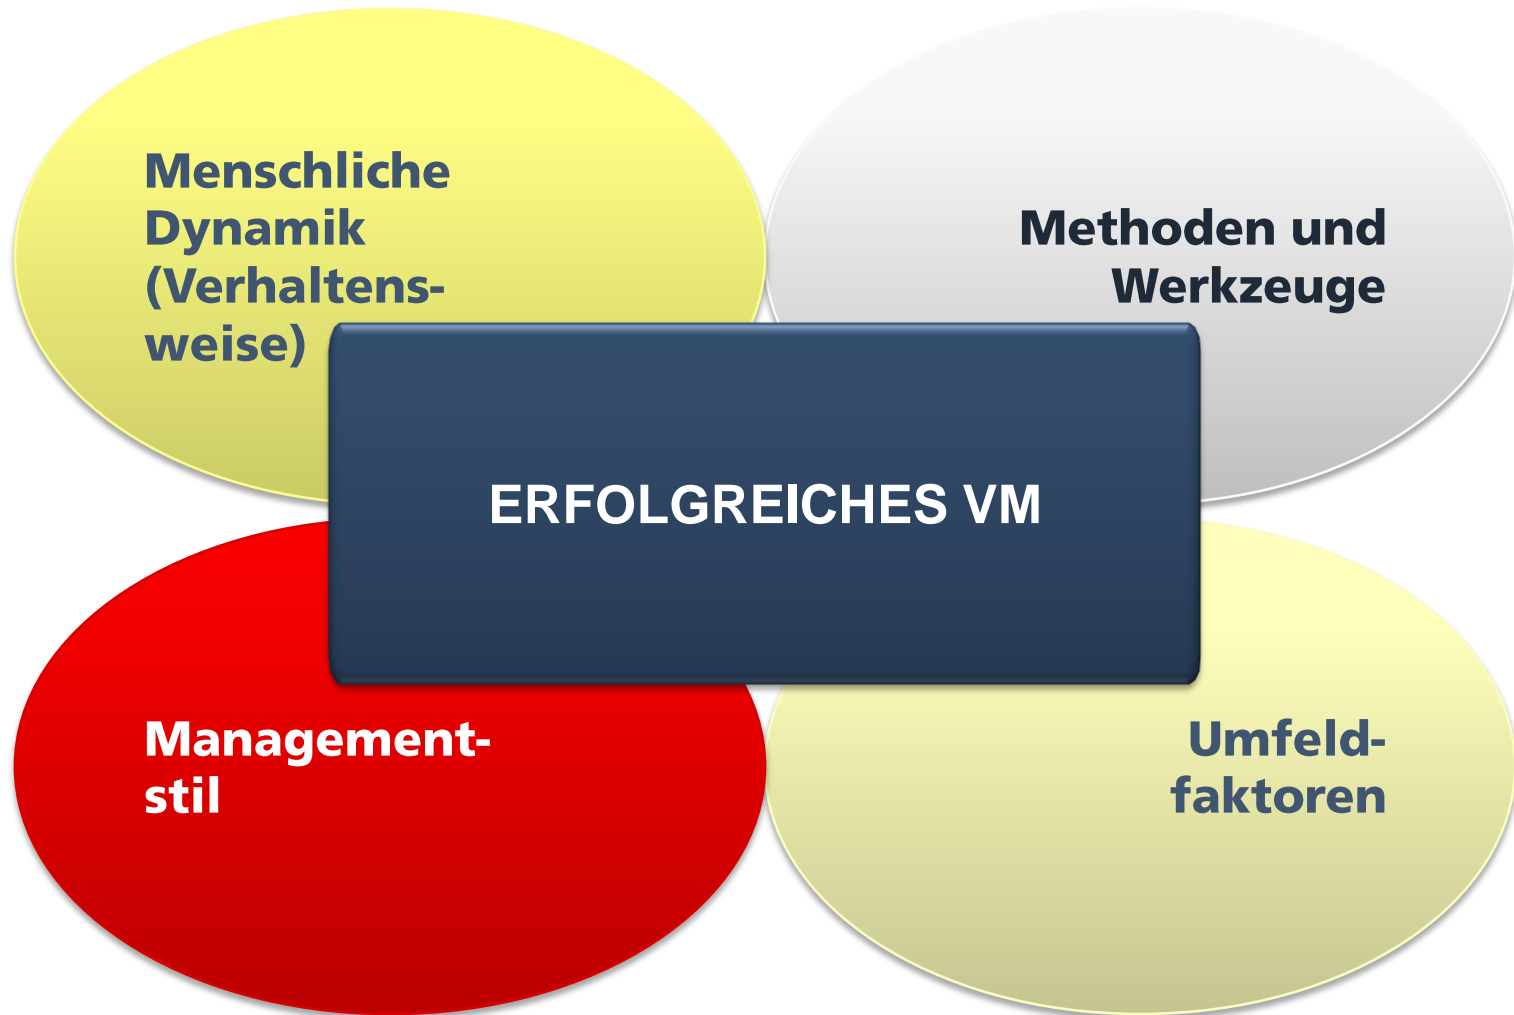 Menschliche
Dynamik
(Verhaltens-
weise)
Methoden und
Werkzeuge
ERFOLGREICHES VM
Management-
stil
Umfeld-
faktoren